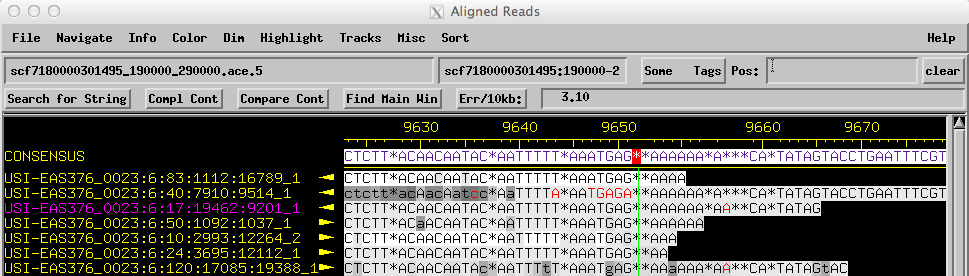 Aligned Reads
File Navigate Info Color Dim Highlight Tracks Misc Sort Help
scf7180000301495_190000_290000.ace.5 scf7180000301495:190000-2 Some Tags Pos: clear
Search for String Compl Cont Compare Cont Find Main Win Err/10kb: 3.10
9630 9640 9650 9660 9670
CONSENSUS CTCTT*ACAACAATAC*AATTTTT*AAATGAG**AAAAAA*A***CA*TATAGTACCTGAATTTCGT
USI-EAS376_0023:6:83:1112:16789_1 CTCTT*ACAACAATAC*AATTTTT*AAATGAG**AAAA
USI-EAS376_0023:6:40:7910:9514_1 ctctt*acAacAatcc*aaTTTTA*AATGAGA**AAAAAA*A***CA*TATAGTACCTGAATTTCGT
USI-EAS376_0023:6:17:19462:9201_1 CTCTT*ACAACAATAC*AATTTTT*AAATGAG**AAAAAA*A**CA*TATAG
USI-EAS376_0023:6:50:1092:1037_1 CTCTT*ACaACAATAC*aATTTTT*AAATGAG**AAAAAA
USI-EAS376_0023:6:10:2993:12264_2 CTCTT*ACAACAATAC*AATTTTT*AAATGAG**AAA
USI-EAS376_0023:6:24:3695:12112_1 CTCTT*ACAACAATAC*AATTTTT*AAATGAG**AAA
USI-EAS376_0023:6:120:17085:19388_1 CTCTT*ACAACAATAC*AATTTtT*AAATgAG**AAaAAA*AA**CA*TATAGtAC